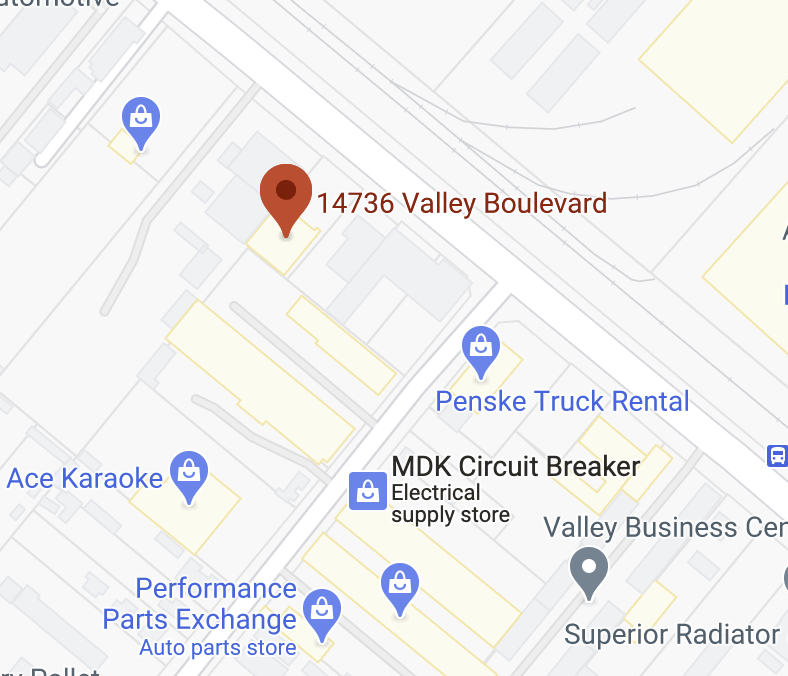 14736 Valley Boulevard
Penske Truck Rental
MDK Circuit Breaker
Electrical
supply store
Ace Karaoke
Valley Business Cen
Performance
Parts Exchange
Auto parts store
Superior Radiator